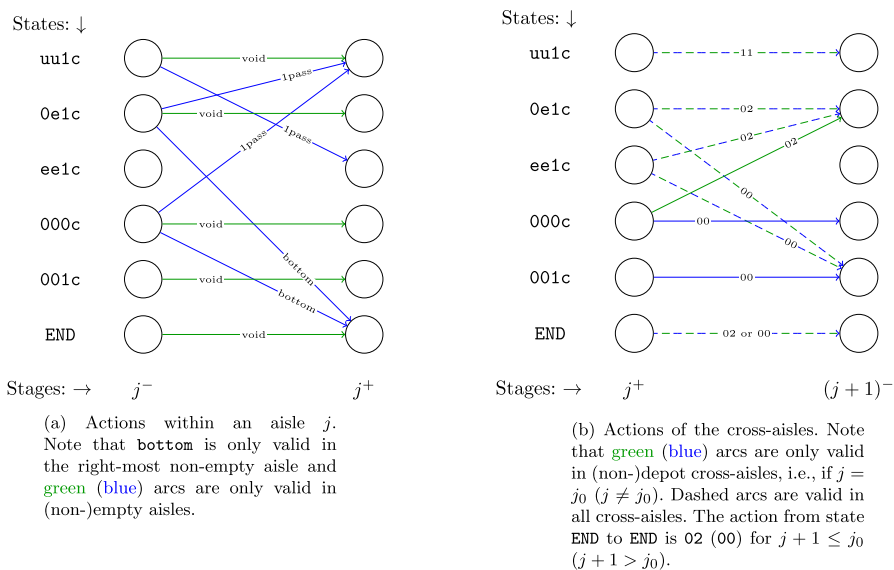 States: ↓
uu1c
0e1c
ee1c
000c
001c
END
void
1pass
void
1pass
1pass
void
bottom
void
bottom
void
Stages: → j⁻ j⁺
(a) Actions within an aisle j.
Note that bottom is only valid in
the right-most non-empty aisle and
green (blue) arcs are only valid in
(non-)empty aisles.
States: ↓
uu1c
0e1c
ee1c
000c
001c
END
11
02
02
02
00
00
00
00
02 or 00
Stages: → j⁺ (j + 1)⁻
(b) Actions of the cross-aisles. Note
that green (blue) arcs are only valid
in (non-)depot cross-aisles, i.e., if j =
j₀ (j ≠ j₀). Dashed arcs are valid in
all cross-aisles. The action from state
END to END is 02 (00) for j + 1 ≤ j₀
(j + 1 > j₀).